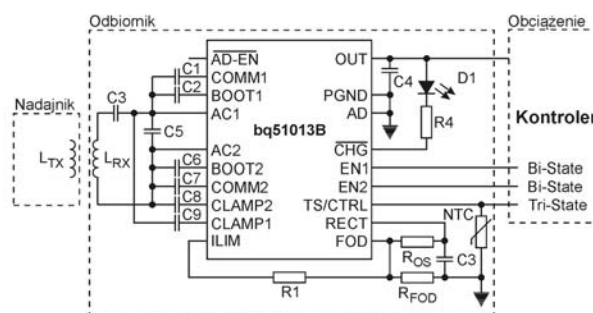 Odbiornik
Obciążenie
AD-EN
OUT
C1
COMM1
C2
BOOT1
C4
D1
Nadajnik
C3
AC1
PGND
AD
Kontroler
C5
bq51013B
R4
LTX
LRX
AC2
CHG
C6
BOOT2
EN1
Bi-State
C7
COMM2
EN2
Bi-State
C8
CLAMP2
TS/CTRL
Tri-State
C9
CLAMP1
RECT
NTC
ILIM
FOD
ROS
C3
R1
RFOD